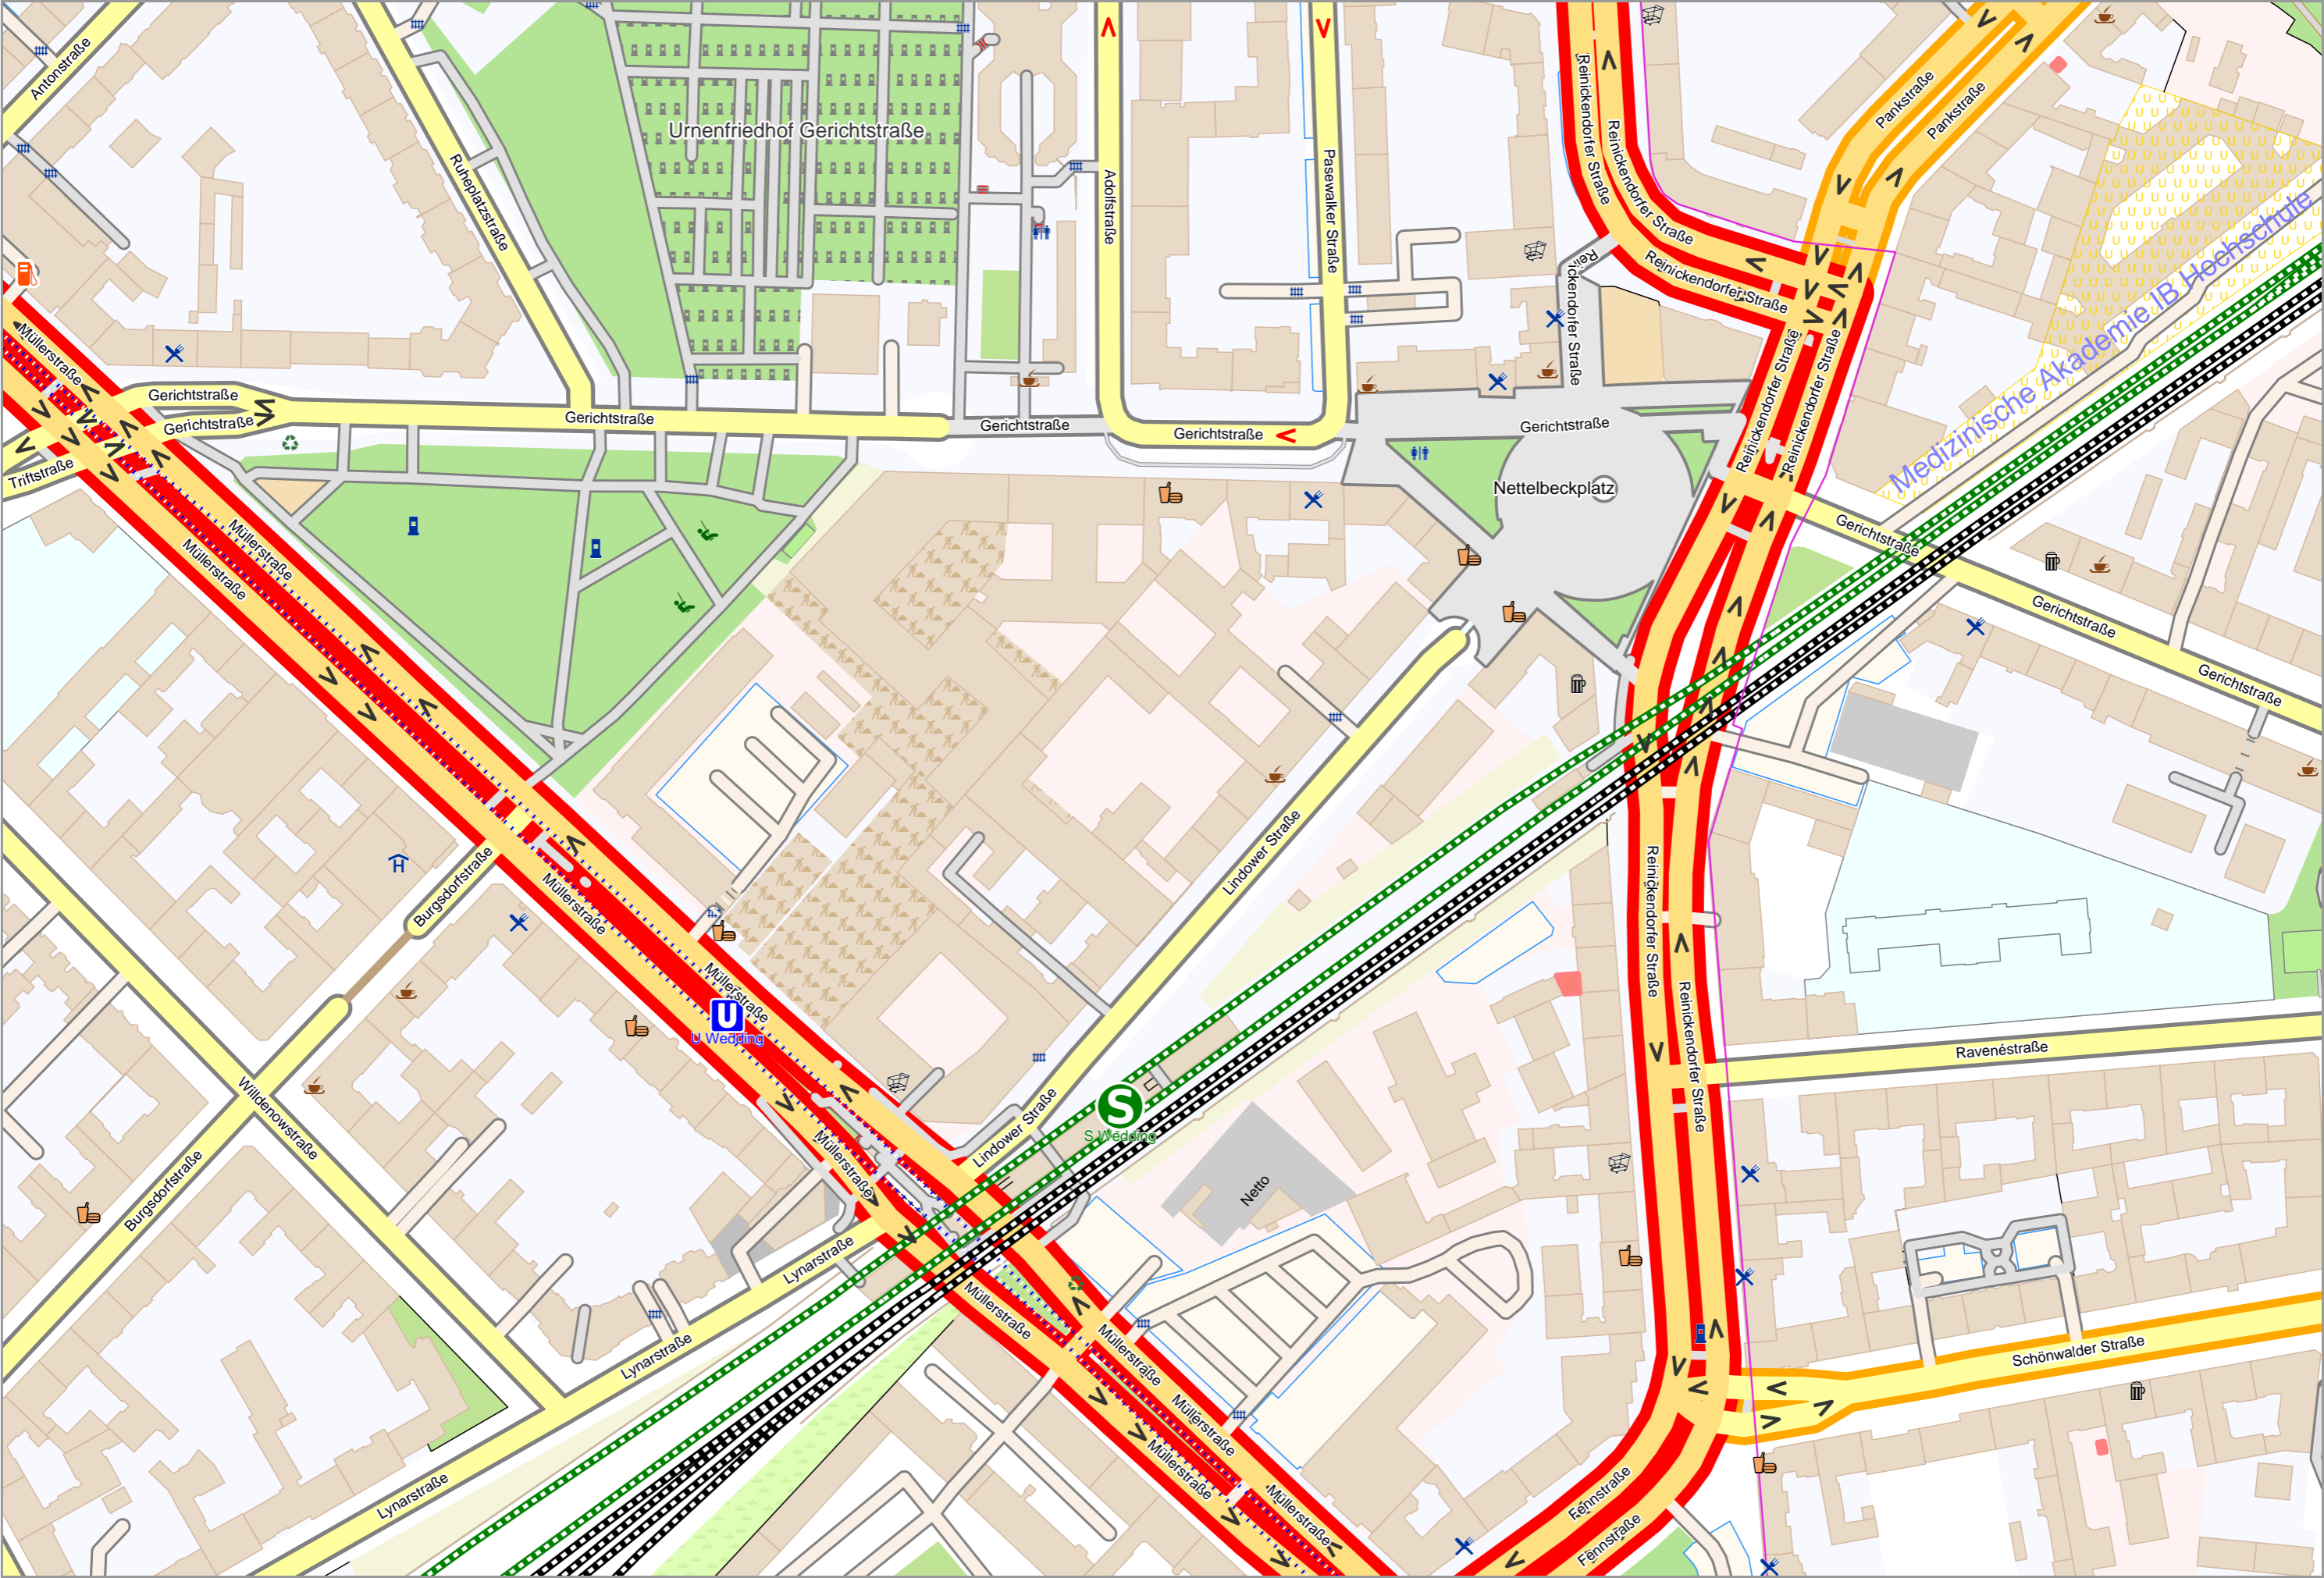 Antonstraße
Ruheplatzstraße
Urnenfriedhof Gerichtstraße
Adolfstraße
Pasewalker Straße
Reinickendorfer Straße
Reinickendorfer Straße
Reinickendorfer Straße
Reinickendorfer Straße
Pankstraße
Pankstraße
Medizinische Akademie IB Hochschule
Müllerstraße
Gerichtstraße
Gerichtstraße
Gerichtstraße
Gerichtstraße
Gerichtstraße
Gerichtstraße
Triftstraße
Reinickendorfer Straße
Reinickendorfer Straße
Nettelbeckplatz
Gerichtstraße
Gerichtstraße
Gerichtstraße
Müllerstraße
Müllerstraße
Burgsdorfstraße
Müllerstraße
Müllerstraße
U
U Wedding
Lindower Straße
Reinickendorfer Straße
Reinickendorfer Straße
Ravenéstraße
Willdenowstraße
Burgsdorfstraße
Müllerstraße
Lindower Straße
S
S Wedding
Netto
Lynarstraße
Lynarstraße
Lynarstraße
Müllerstraße
Müllerstraße
Müllerstraße
Müllerstraße
Müllerstraße
Schönwalder Straße
Fennstraße
Fennstraße